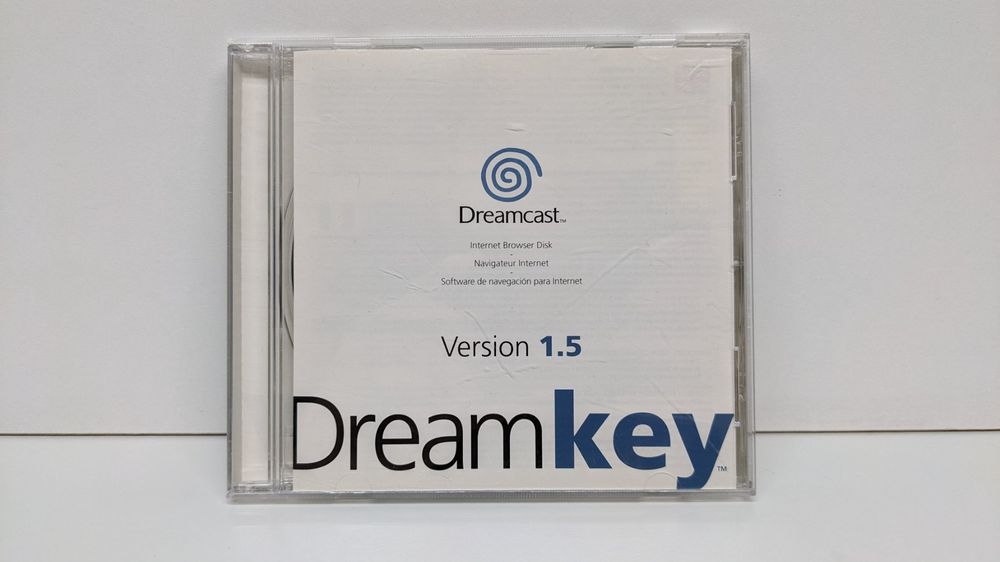 Dreamcast™
Internet Browser Disk
-
Navigateur Internet
-
Software de navegación para Internet
Version 1.5
Dreamkey™